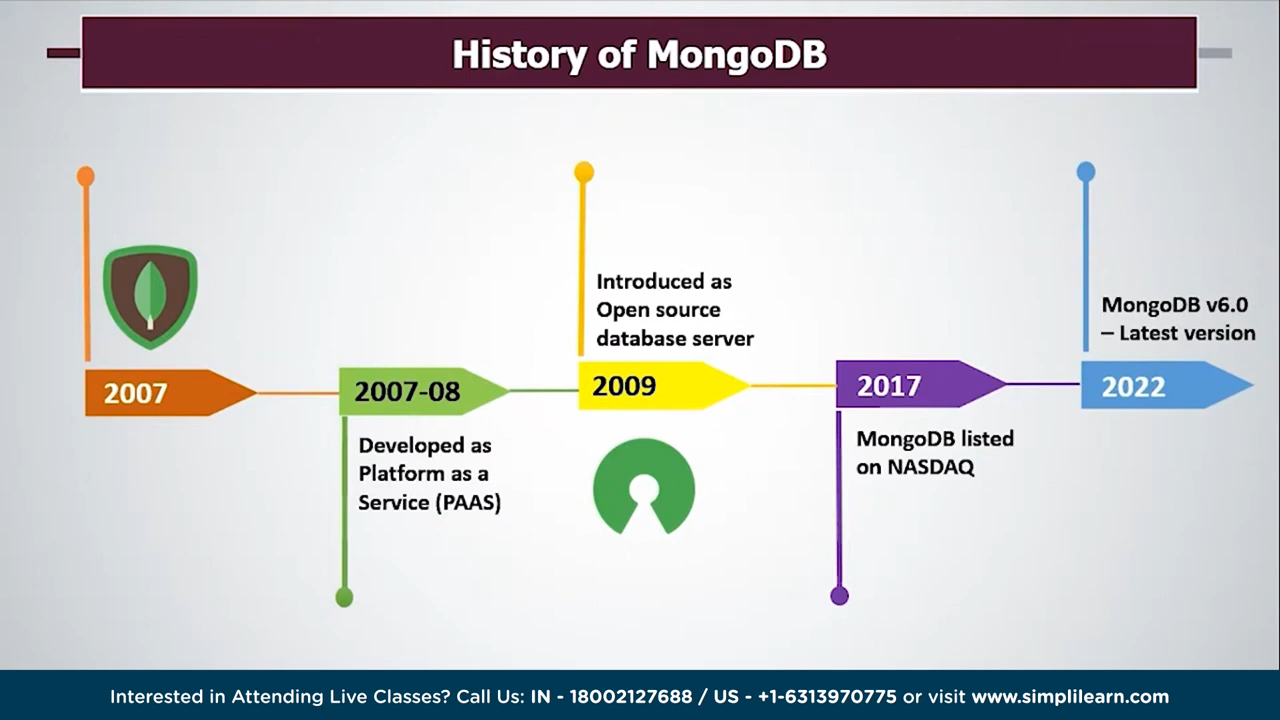 History of MongoDB
2007
2007-08
Developed as
Platform as a
Service (PAAS)
Introduced as
Open source
database server
2009
2017
MongoDB listed
on NASDAQ
MongoDB v6.0
– Latest version
2022
Interested in Attending Live Classes? Call Us: IN - 18002127688 / US - +1-6313970775 or visit www.simplilearn.com